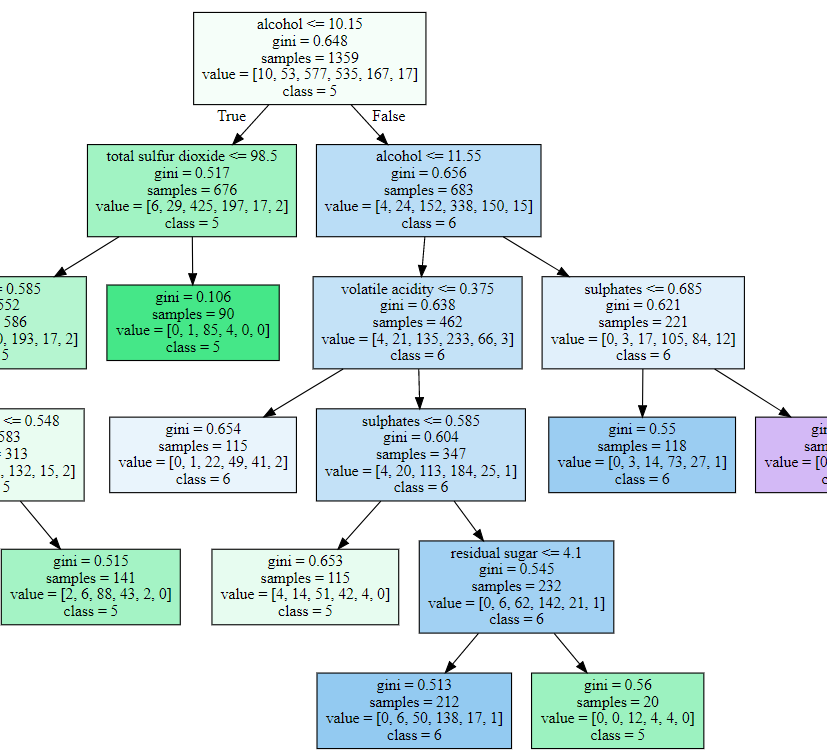 alcohol <= 10.15
gini = 0.648
samples = 1359
value = [10, 53, 577, 535, 167, 17]
class = 5
True
False
total sulfur dioxide <= 98.5
gini = 0.517
samples = 676
value = [6, 29, 425, 197, 17, 2]
class = 5
alcohol <= 11.55
gini = 0.656
samples = 683
value = [4, 24, 152, 338, 150, 15]
class = 6
= 0.585
552
586
0, 193, 17, 2]
5
gini = 0.106
samples = 90
value = [0, 1, 85, 4, 0, 0]
class = 5
volatile acidity <= 0.375
gini = 0.638
samples = 462
value = [4, 21, 135, 233, 66, 3]
class = 6
sulphates <= 0.685
gini = 0.621
samples = 221
value = [0, 3, 17, 105, 84, 12]
class = 6
<= 0.548
583
= 313
, 132, 15, 2]
5
gini = 0.654
samples = 115
value = [0, 1, 22, 49, 41, 2]
class = 6
sulphates <= 0.585
gini = 0.604
samples = 347
value = [4, 20, 113, 184, 25, 1]
class = 6
gini = 0.55
samples = 118
value = [0, 3, 14, 73, 27, 1]
class = 6
gin
sam
value = [0
c
gini = 0.515
samples = 141
value = [2, 6, 88, 43, 2, 0]
class = 5
gini = 0.653
samples = 115
value = [4, 14, 51, 42, 4, 0]
class = 5
residual sugar <= 4.1
gini = 0.545
samples = 232
value = [0, 6, 62, 142, 21, 1]
class = 6
gini = 0.513
samples = 212
value = [0, 6, 50, 138, 17, 1]
class = 6
gini = 0.56
samples = 20
value = [0, 0, 12, 4, 4, 0]
class = 5